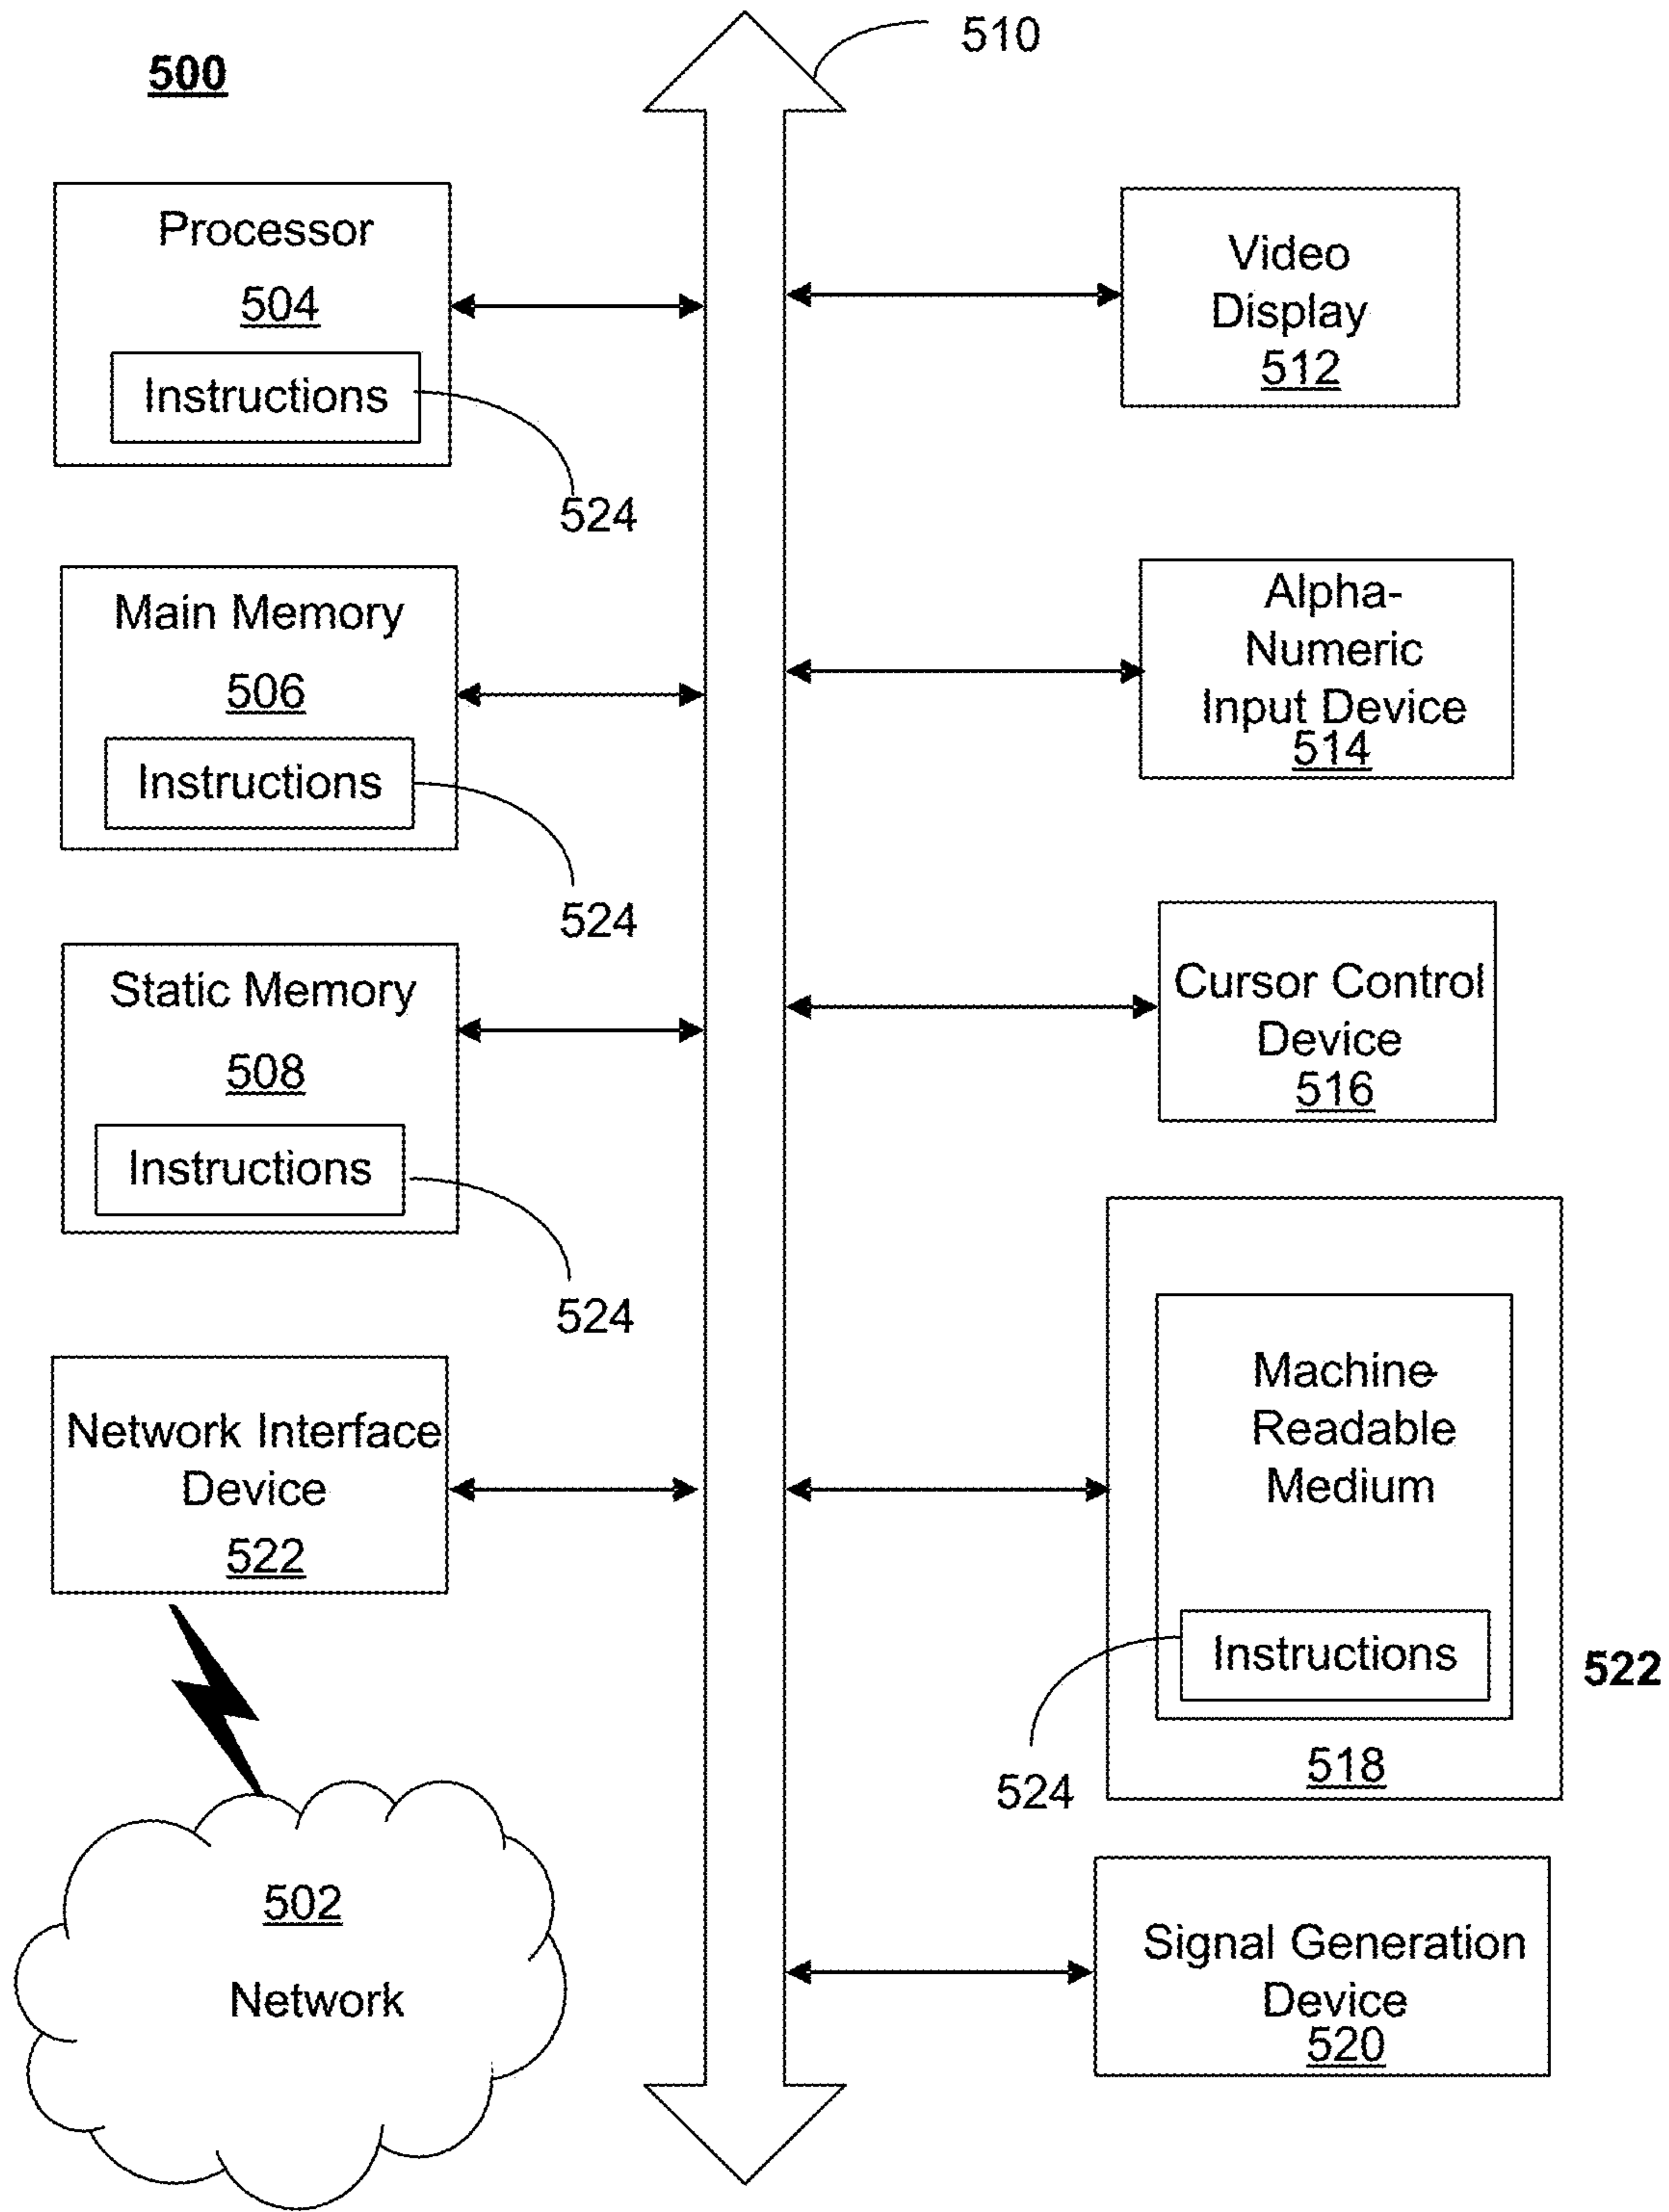 500
510
Processor
504
Instructions
524
Main Memory
506
Instructions
524
Static Memory
508
Instructions
524
Network Interface
Device
522
502
Network
Video
Display
512
Alpha-
Numeric
Input Device
514
Cursor Control
Device
516
Machine-
Readable
Medium
Instructions
522
524
518
Signal Generation
Device
520